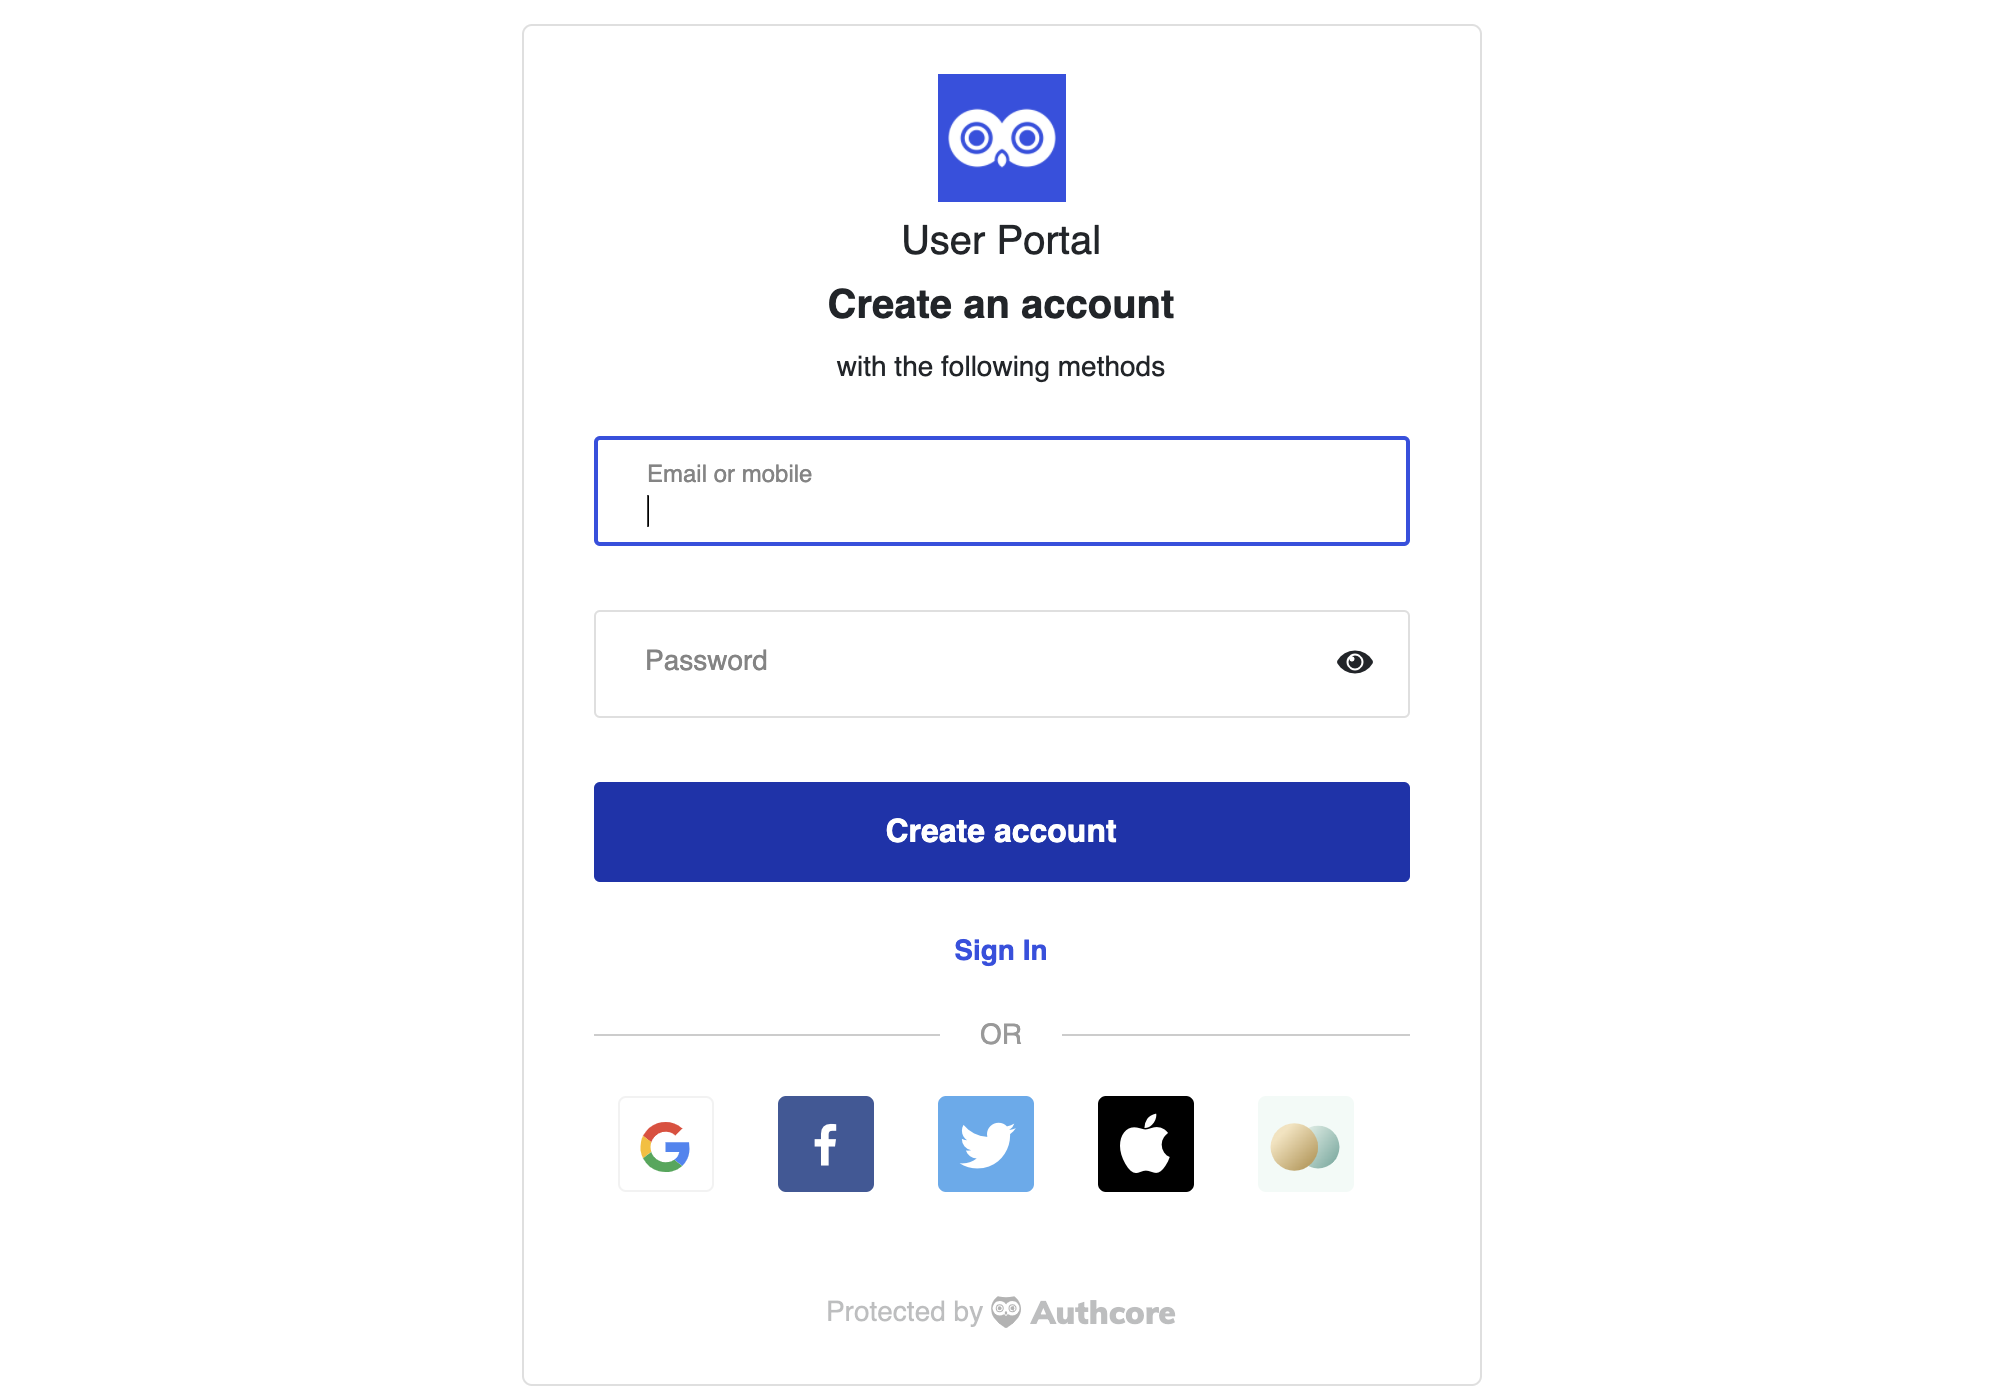 User Portal
Create an account
with the following methods
Email or mobile
Password
Create account
Sign In
OR
Protected by Authcore